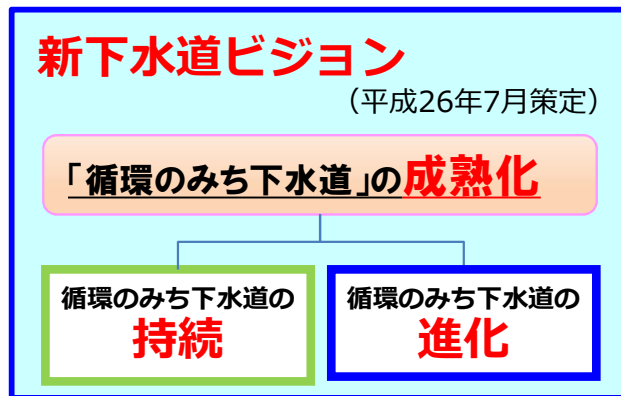 新下水道ビジョン
（平成26年7月策定）
「循環のみち下水道」の成熟化
循環のみち下水道の
持続
循環のみち下水道の
進化